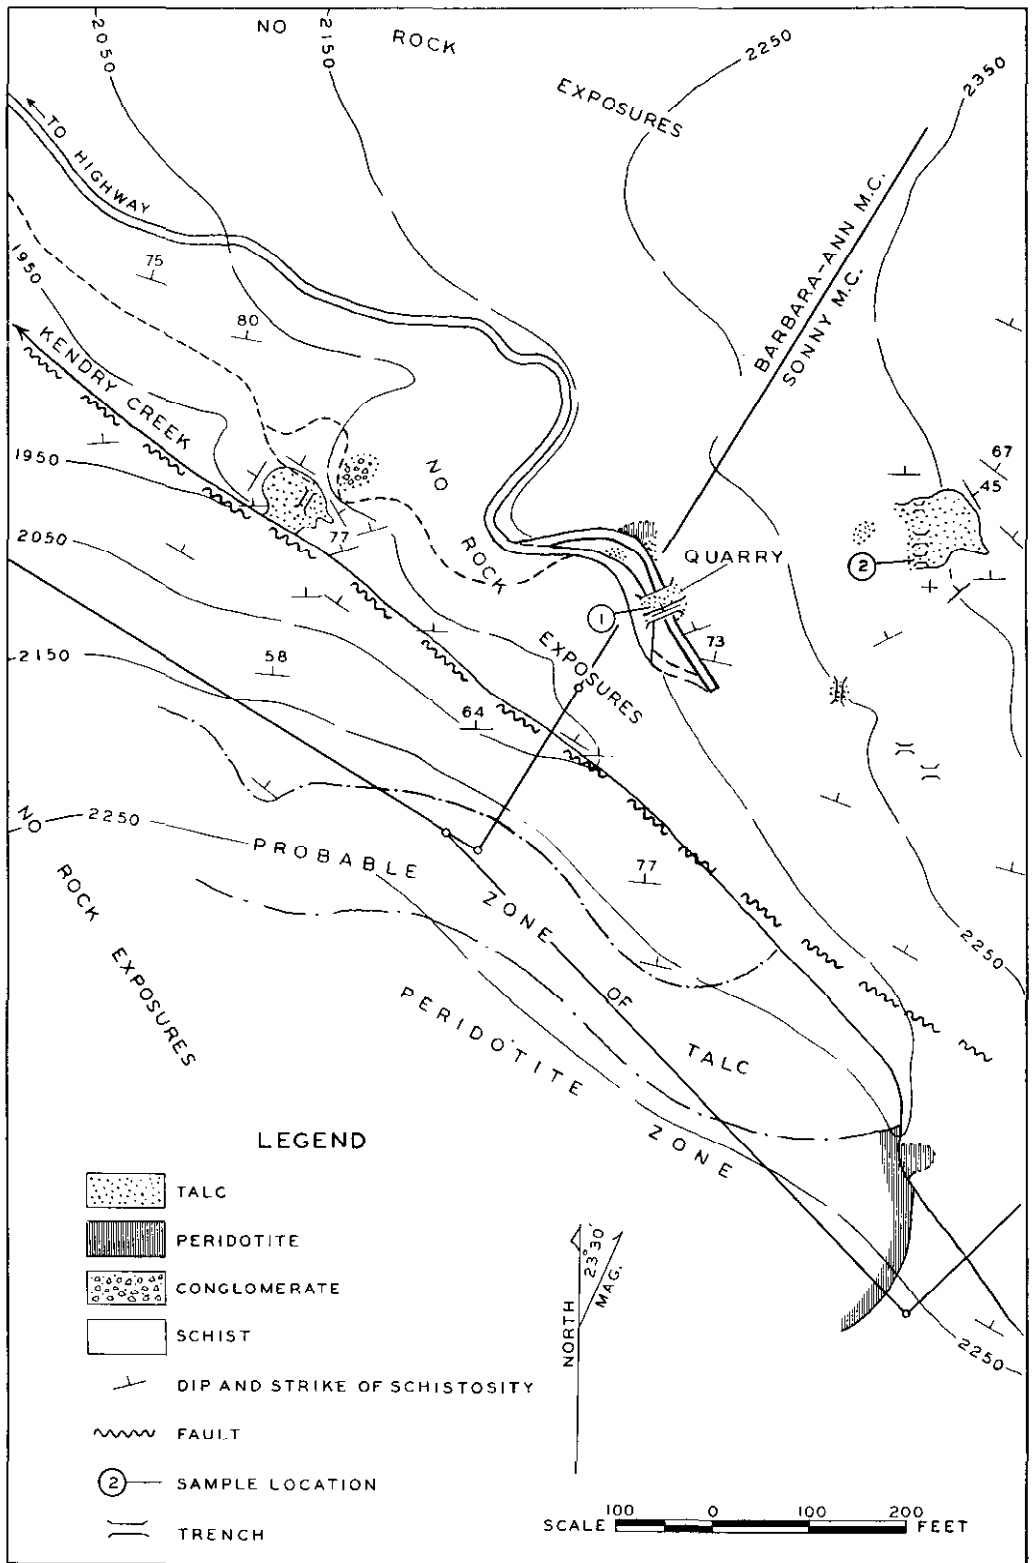 2050
2150
NO ROCK
EXPOSURES
2250
2350
TO HIGHWAY
BARBARA-ANN M.C.
SONNY M.C.
75
80
1950
KENDRY CREEK
1950
NO ROCK
EXPOSURES
67
45
77
QUARRY
2
1
2050
73
2150
58
64
NO
ROCK
EXPOSURES
2250
PROBABLE ZONE OF TALC
77
2250
PERIDOTITE ZONE
LEGEND
TALC
PERIDOTITE
CONGLOMERATE
SCHIST
DIP AND STRIKE OF SCHISTOSITY
FAULT
2 SAMPLE LOCATION
TRENCH
NORTH
23°30'
MAG.
2250
SCALE 100 0 100 200 FEET